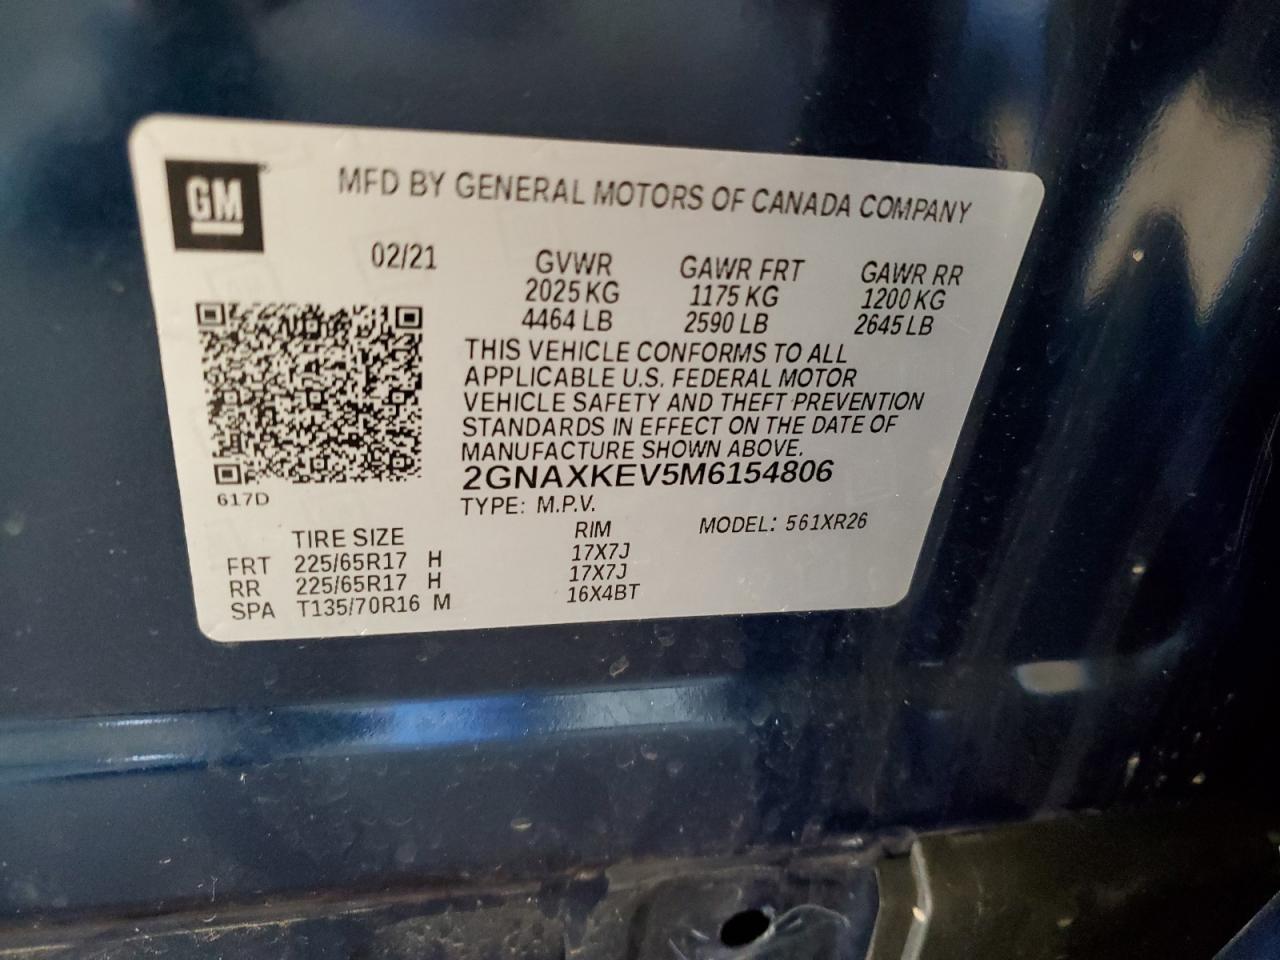 GM
MFD BY GENERAL MOTORS OF CANADA COMPANY
02/21 GVWR GAWR FRT GAWR RR
2025 KG 1175 KG 1200 KG
4464 LB 2590 LB 2645 LB
THIS VEHICLE CONFORMS TO ALL
APPLICABLE U.S. FEDERAL MOTOR
VEHICLE SAFETY AND THEFT PREVENTION
STANDARDS IN EFFECT ON THE DATE OF
MANUFACTURE SHOWN ABOVE.
2GNAXKEV5M6154806
617D
TYPE: M.P.V. MODEL: 561XR26
TIRE SIZE RIM
FRT 225/65R17 H 17X7J
RR 225/65R17 H 17X7J
SPA T135/70R16 M 16X4BT